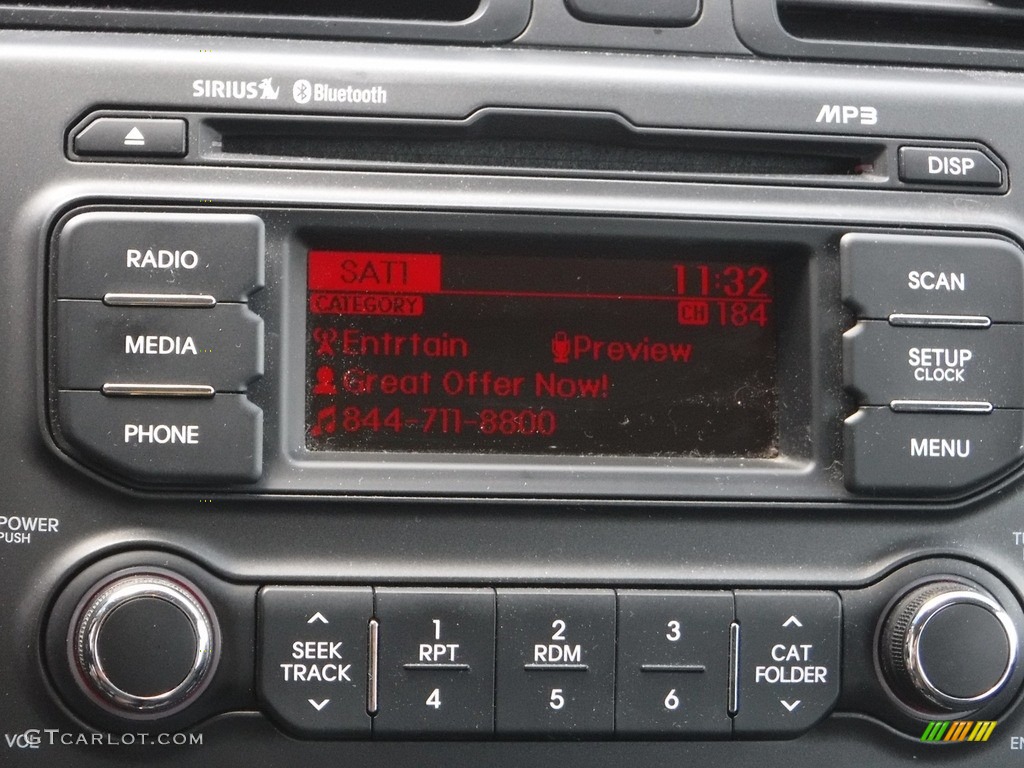 SIRIUS Bluetooth
MP3
DISP
RADIO
MEDIA
PHONE
SAT1 11:32
CATEGORY CH 184
Entrtain Preview
Great Offer Now!
844-711-8800
SCAN
SETUP
CLOCK
MENU
POWER
PUSH
SEEK
TRACK
1
RPT
4
2
RDM
5
3
6
CAT
FOLDER
GTCARLOT.COM